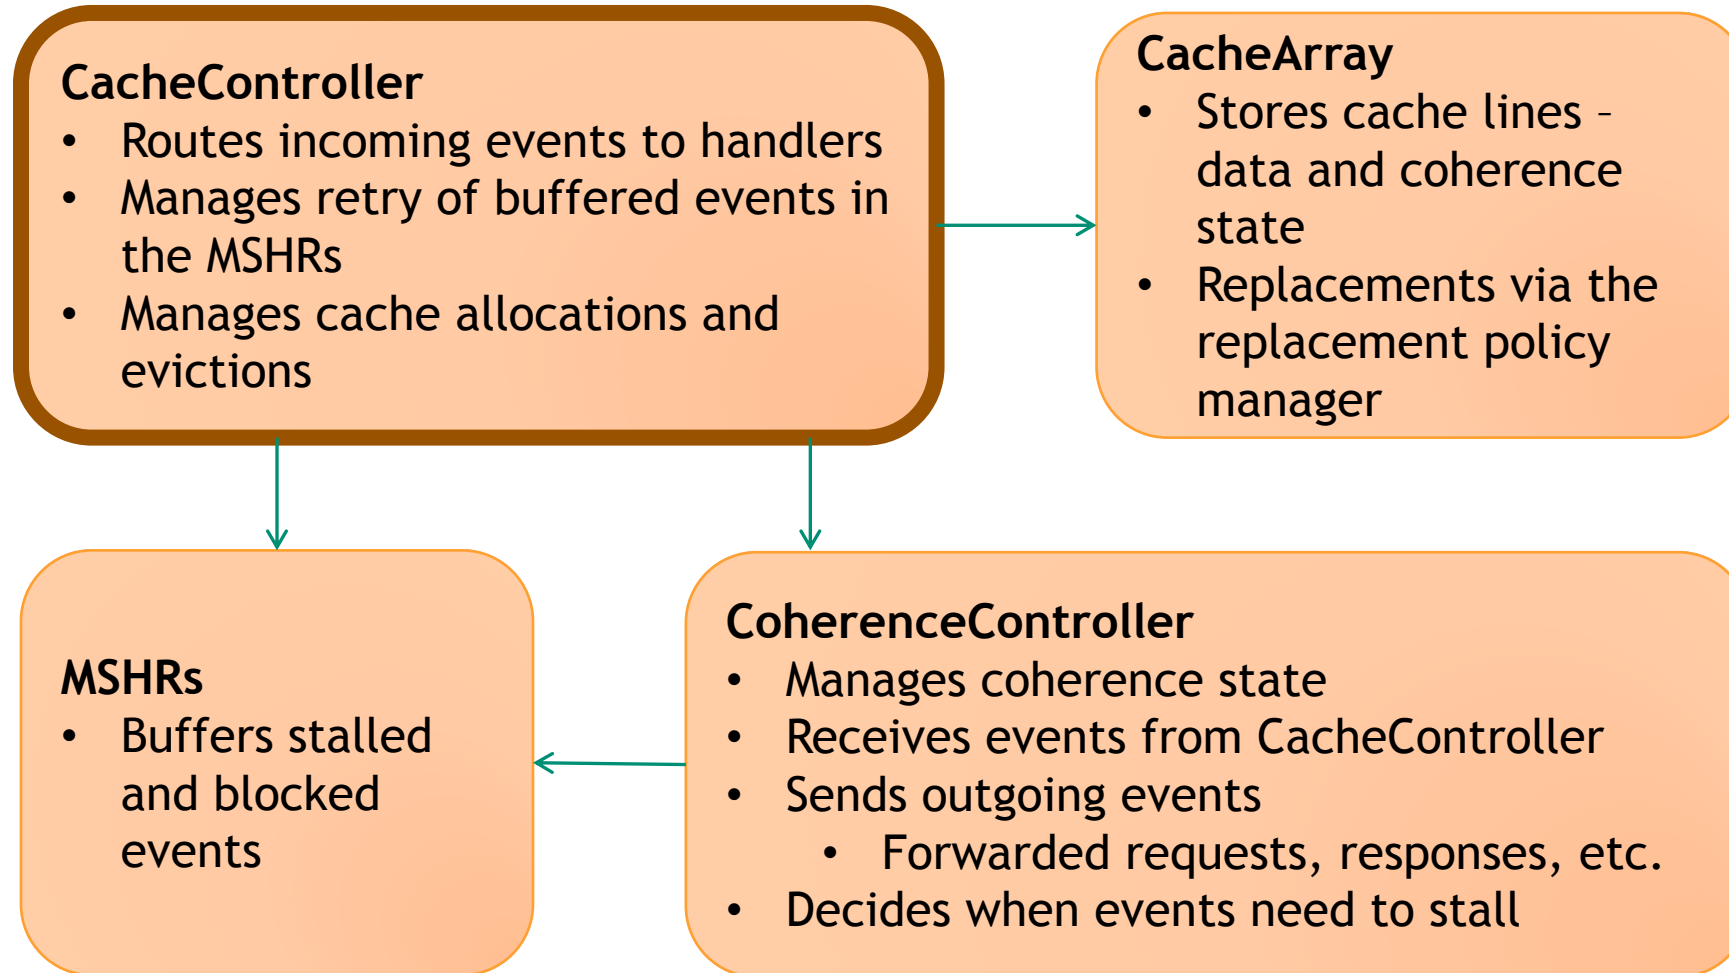 CacheController
• Routes incoming events to handlers
• Manages retry of buffered events in
the MSHRs
• Manages cache allocations and
evictions
CacheArray
• Stores cache lines –
data and coherence
state
• Replacements via the
replacement policy
manager
MSHRs
• Buffers stalled
and blocked
events
CoherenceController
• Manages coherence state
• Receives events from CacheController
• Sends outgoing events
• Forwarded requests, responses, etc.
• Decides when events need to stall